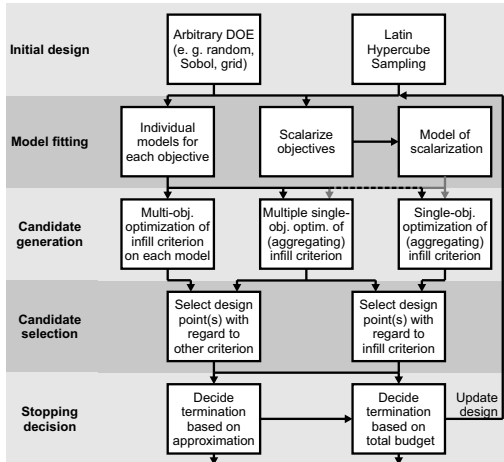 Initial design
Arbitrary DOE
(e. g. random,
Sobol, grid)
Latin
Hypercube
Sampling
Model fitting
Individual
models for
each objective
Scalarize
objectives
Model of
scalarization
Candidate
generation
Multi-obj.
optimization of
infill criterion
on each model
Multiple single-
obj. optim. of
(aggregating)
infill criterion
Single-obj.
optimization of
(aggregating)
infill criterion
Candidate
selection
Select design
point(s) with
regard to
other criterion
Select design
point(s) with
regard to
infill criterion
Stopping
decision
Decide
termination
based on
approximation
Decide
termination
based on
total budget
Update
design